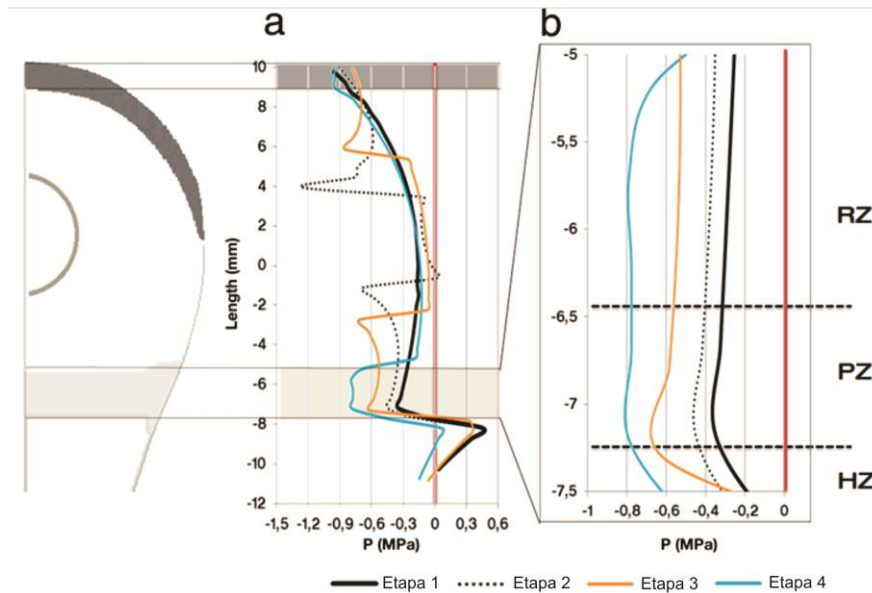 a
b
10
8
6
4
2
0
-2
-4
-6
-8
-10
-12
Length (mm)
-1,5 -1,2 -0,9 -0,6 -0,3 0 0,3 0,6
P (MPa)
-5
-5,5
-6
-6,5
-7
-7,5
-1 -0,8 -0,6 -0,4 -0,2 0
P (MPa)
RZ
PZ
HZ
Etapa 1 Etapa 2 Etapa 3 Etapa 4